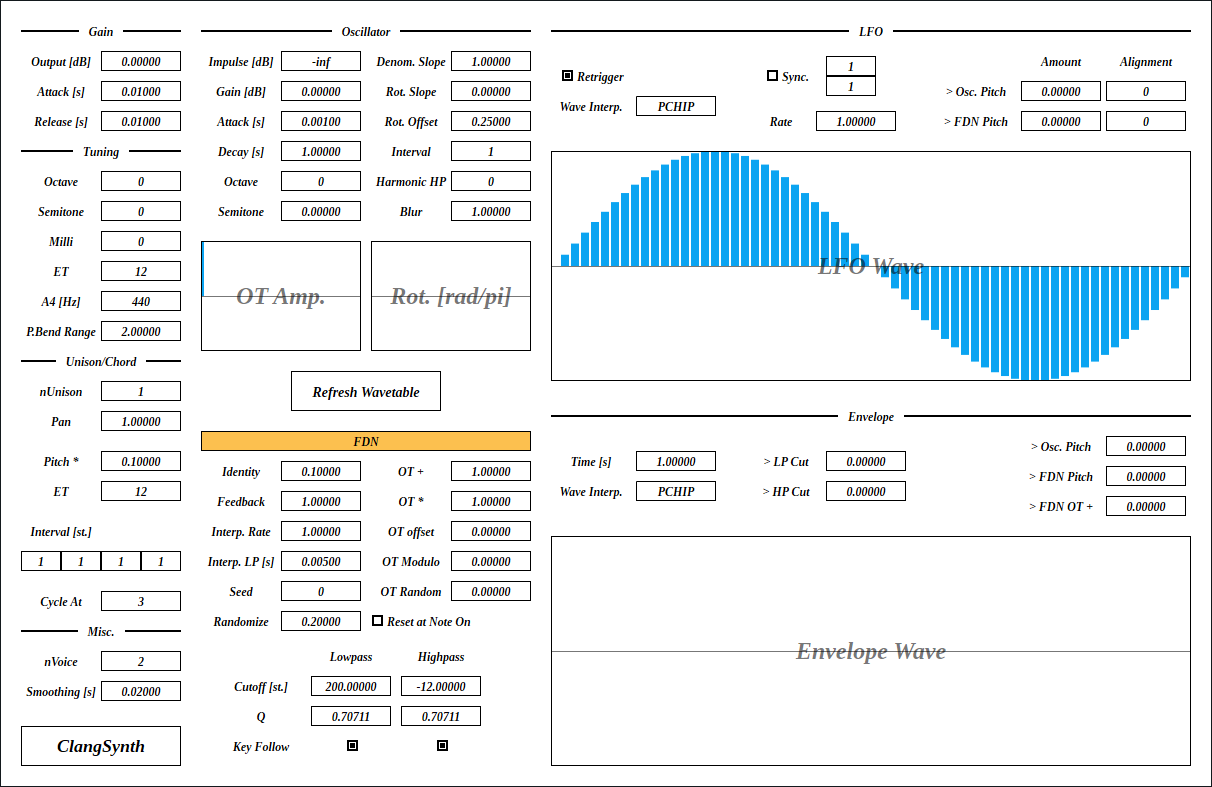 Gain
Output [dB] 0.00000
Attack [s] 0.01000
Release [s] 0.01000
Tuning
Octave 0
Semitone 0
Milli 0
ET 12
A4 [Hz] 440
P.Bend Range 2.00000
Unison/Chord
nUnison 1
Pan 1.00000
Pitch * 0.10000
ET 12
Interval [st.]
1 1 1 1
Cycle At 3
Misc.
nVoice 2
Smoothing [s] 0.02000
ClangSynth
Oscillator
Impulse [dB] -inf Denom. Slope 1.00000
Gain [dB] 0.00000 Rot. Slope 0.00000
Attack [s] 0.00100 Rot. Offset 0.25000
Decay [s] 1.00000 Interval 1
Octave 0 Harmonic HP 0
Semitone 0.00000 Blur 1.00000
OT Amp. Rot. [rad/pi]
Refresh Wavetable
FDN
Identity 0.10000 OT + 1.00000
Feedback 1.00000 OT * 1.00000
Interp. Rate 1.00000 OT offset 0.00000
Interp. LP [s] 0.00500 OT Modulo 0.00000
Seed 0 OT Random 0.00000
Randomize 0.20000 Reset at Note On
Lowpass Highpass
Cutoff [st.] 200.00000 -12.00000
Q 0.70711 0.70711
Key Follow
LFO
Amount Alignment
Retrigger Sync. 1
1
> Osc. Pitch 0.00000 0
Wave Interp. PCHIP
Rate 1.00000 > FDN Pitch 0.00000 0
LFO Wave
Envelope
> Osc. Pitch 0.00000
Time [s] 1.00000 > LP Cut 0.00000
> FDN Pitch 0.00000
Wave Interp. PCHIP > HP Cut 0.00000
> FDN OT + 0.00000
Envelope Wave